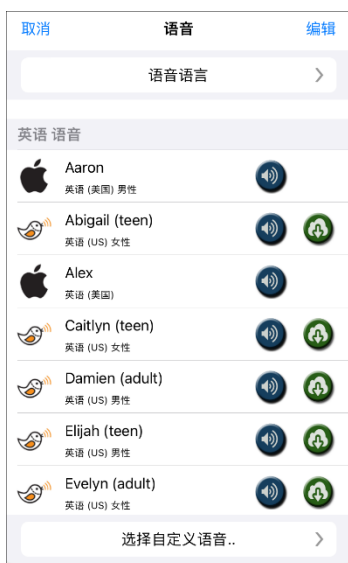 取消 语音 编辑
语音语言
英语 语音
Aaron
英语 (美国) 男性
Abigail (teen)
英语 (US) 女性
Alex
英语 (美国)
Caitlyn (teen)
英语 (US) 女性
Damien (adult)
英语 (US) 男性
Elijah (teen)
英语 (US) 男性
Evelyn (adult)
英语 (US) 女性
选择自定义语音..